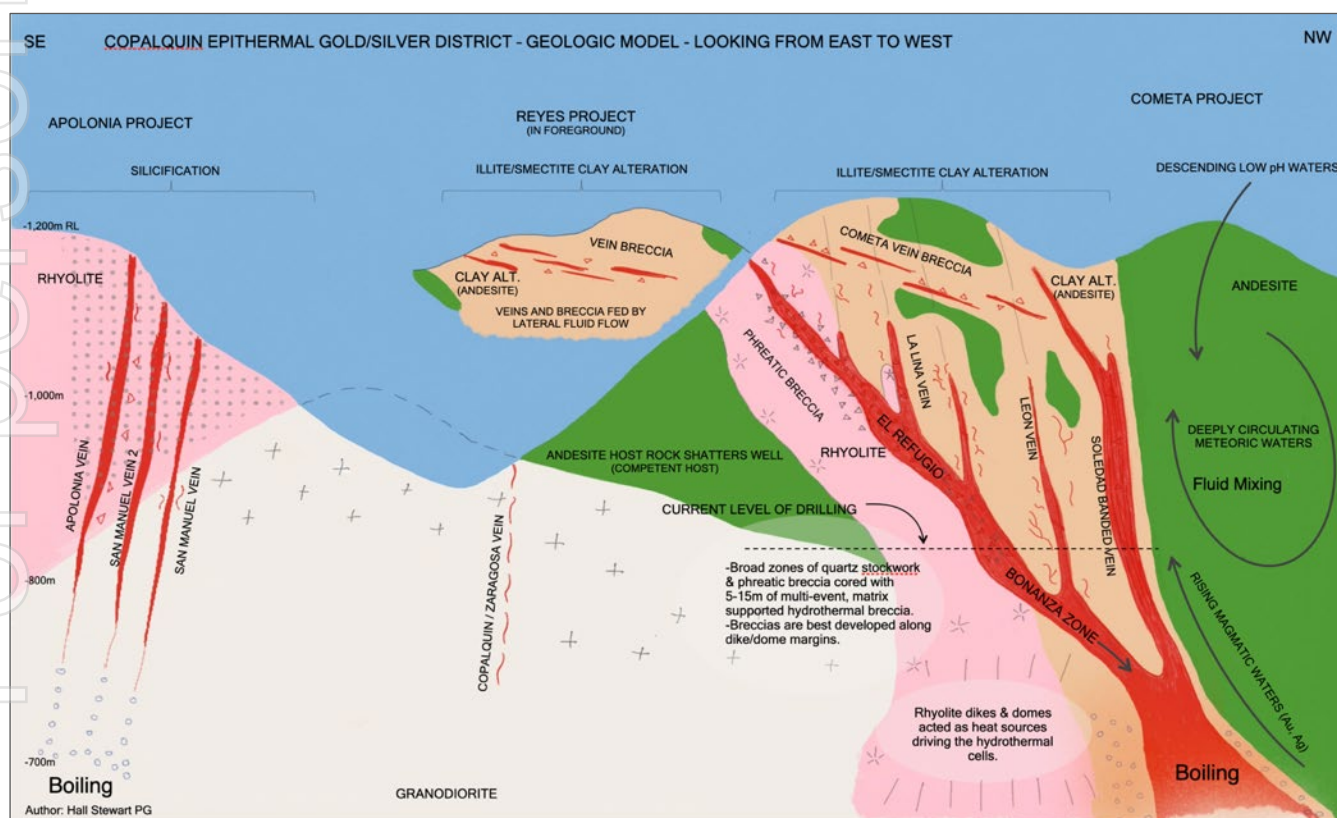 SE
COPALQUIN EPITHERMAL GOLD/SILVER DISTRICT - GEOLOGIC MODEL - LOOKING FROM EAST TO WEST
NW
APOLONIA PROJECT
REYES PROJECT
(IN FOREGROUND)
COMETA PROJECT
SILICIFICATION
ILLITE/SMECTITE CLAY ALTERATION
ILLITE/SMECTITE CLAY ALTERATION
DESCENDING LOW pH WATERS
-1,200m RL
RHYOLITE
VEIN BRECCIA
CLAY ALT.
(ANDESITE)
VEINS AND BRECCIA FED BY
LATERAL FLUID FLOW
COMETA VEIN BRECCIA
CLAY ALT.
(ANDESITE)
ANDESITE
PHREATIC BRECCIA
LA LINA VEIN
-1,000m
EL REFUGIO
LEON VEIN
SOLEDAD BANDED VEIN
DEEPLY CIRCULATING
METEORIC WATERS
Fluid Mixing
ANDESITE HOST ROCK SHATTERS WELL
(COMPETENT HOST)
RHYOLITE
APOLONIA VEIN
SAN MANUEL VEIN 2
SAN MANUEL VEIN
COPALQUIN / ZARAGOSA VEIN
CURRENT LEVEL OF DRILLING
-800m
-Broad zones of quartz stockwork
& phreatic breccia cored with
5-15m of multi-event, matrix
supported hydrothermal breccia.
-Breccias are best developed along
dike/dome margins.
BONANZA ZONE
RISING MAGMATIC WATERS (Au, Ag)
Rhyolite dikes & domes
acted as heat sources
driving the hydrothermal
cells.
-700m
Boiling
Boiling
GRANODIORITE
Author: Hall Stewart PG